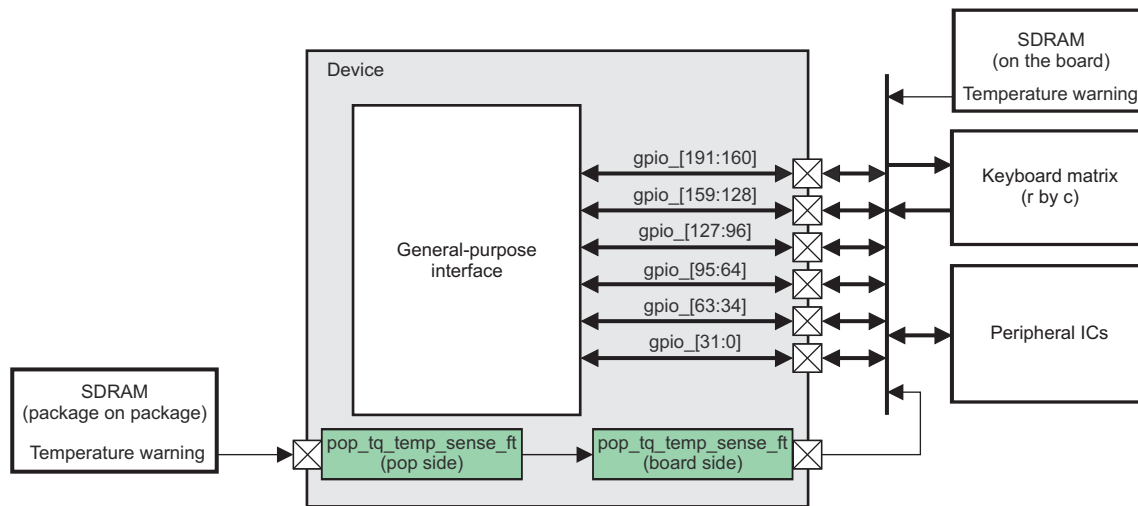 SDRAM
(on the board)
Temperature warning
Device
gpio_[191:160]
Keyboard matrix
(r by c)
gpio_[159:128]
General-purpose
interface
gpio_[127:96]
gpio_[95:64]
gpio_[63:34]
Peripheral ICs
gpio_[31:0]
SDRAM
(package on package)
Temperature warning
pop_tq_temp_sense_ft
(pop side)
pop_tq_temp_sense_ft
(board side)